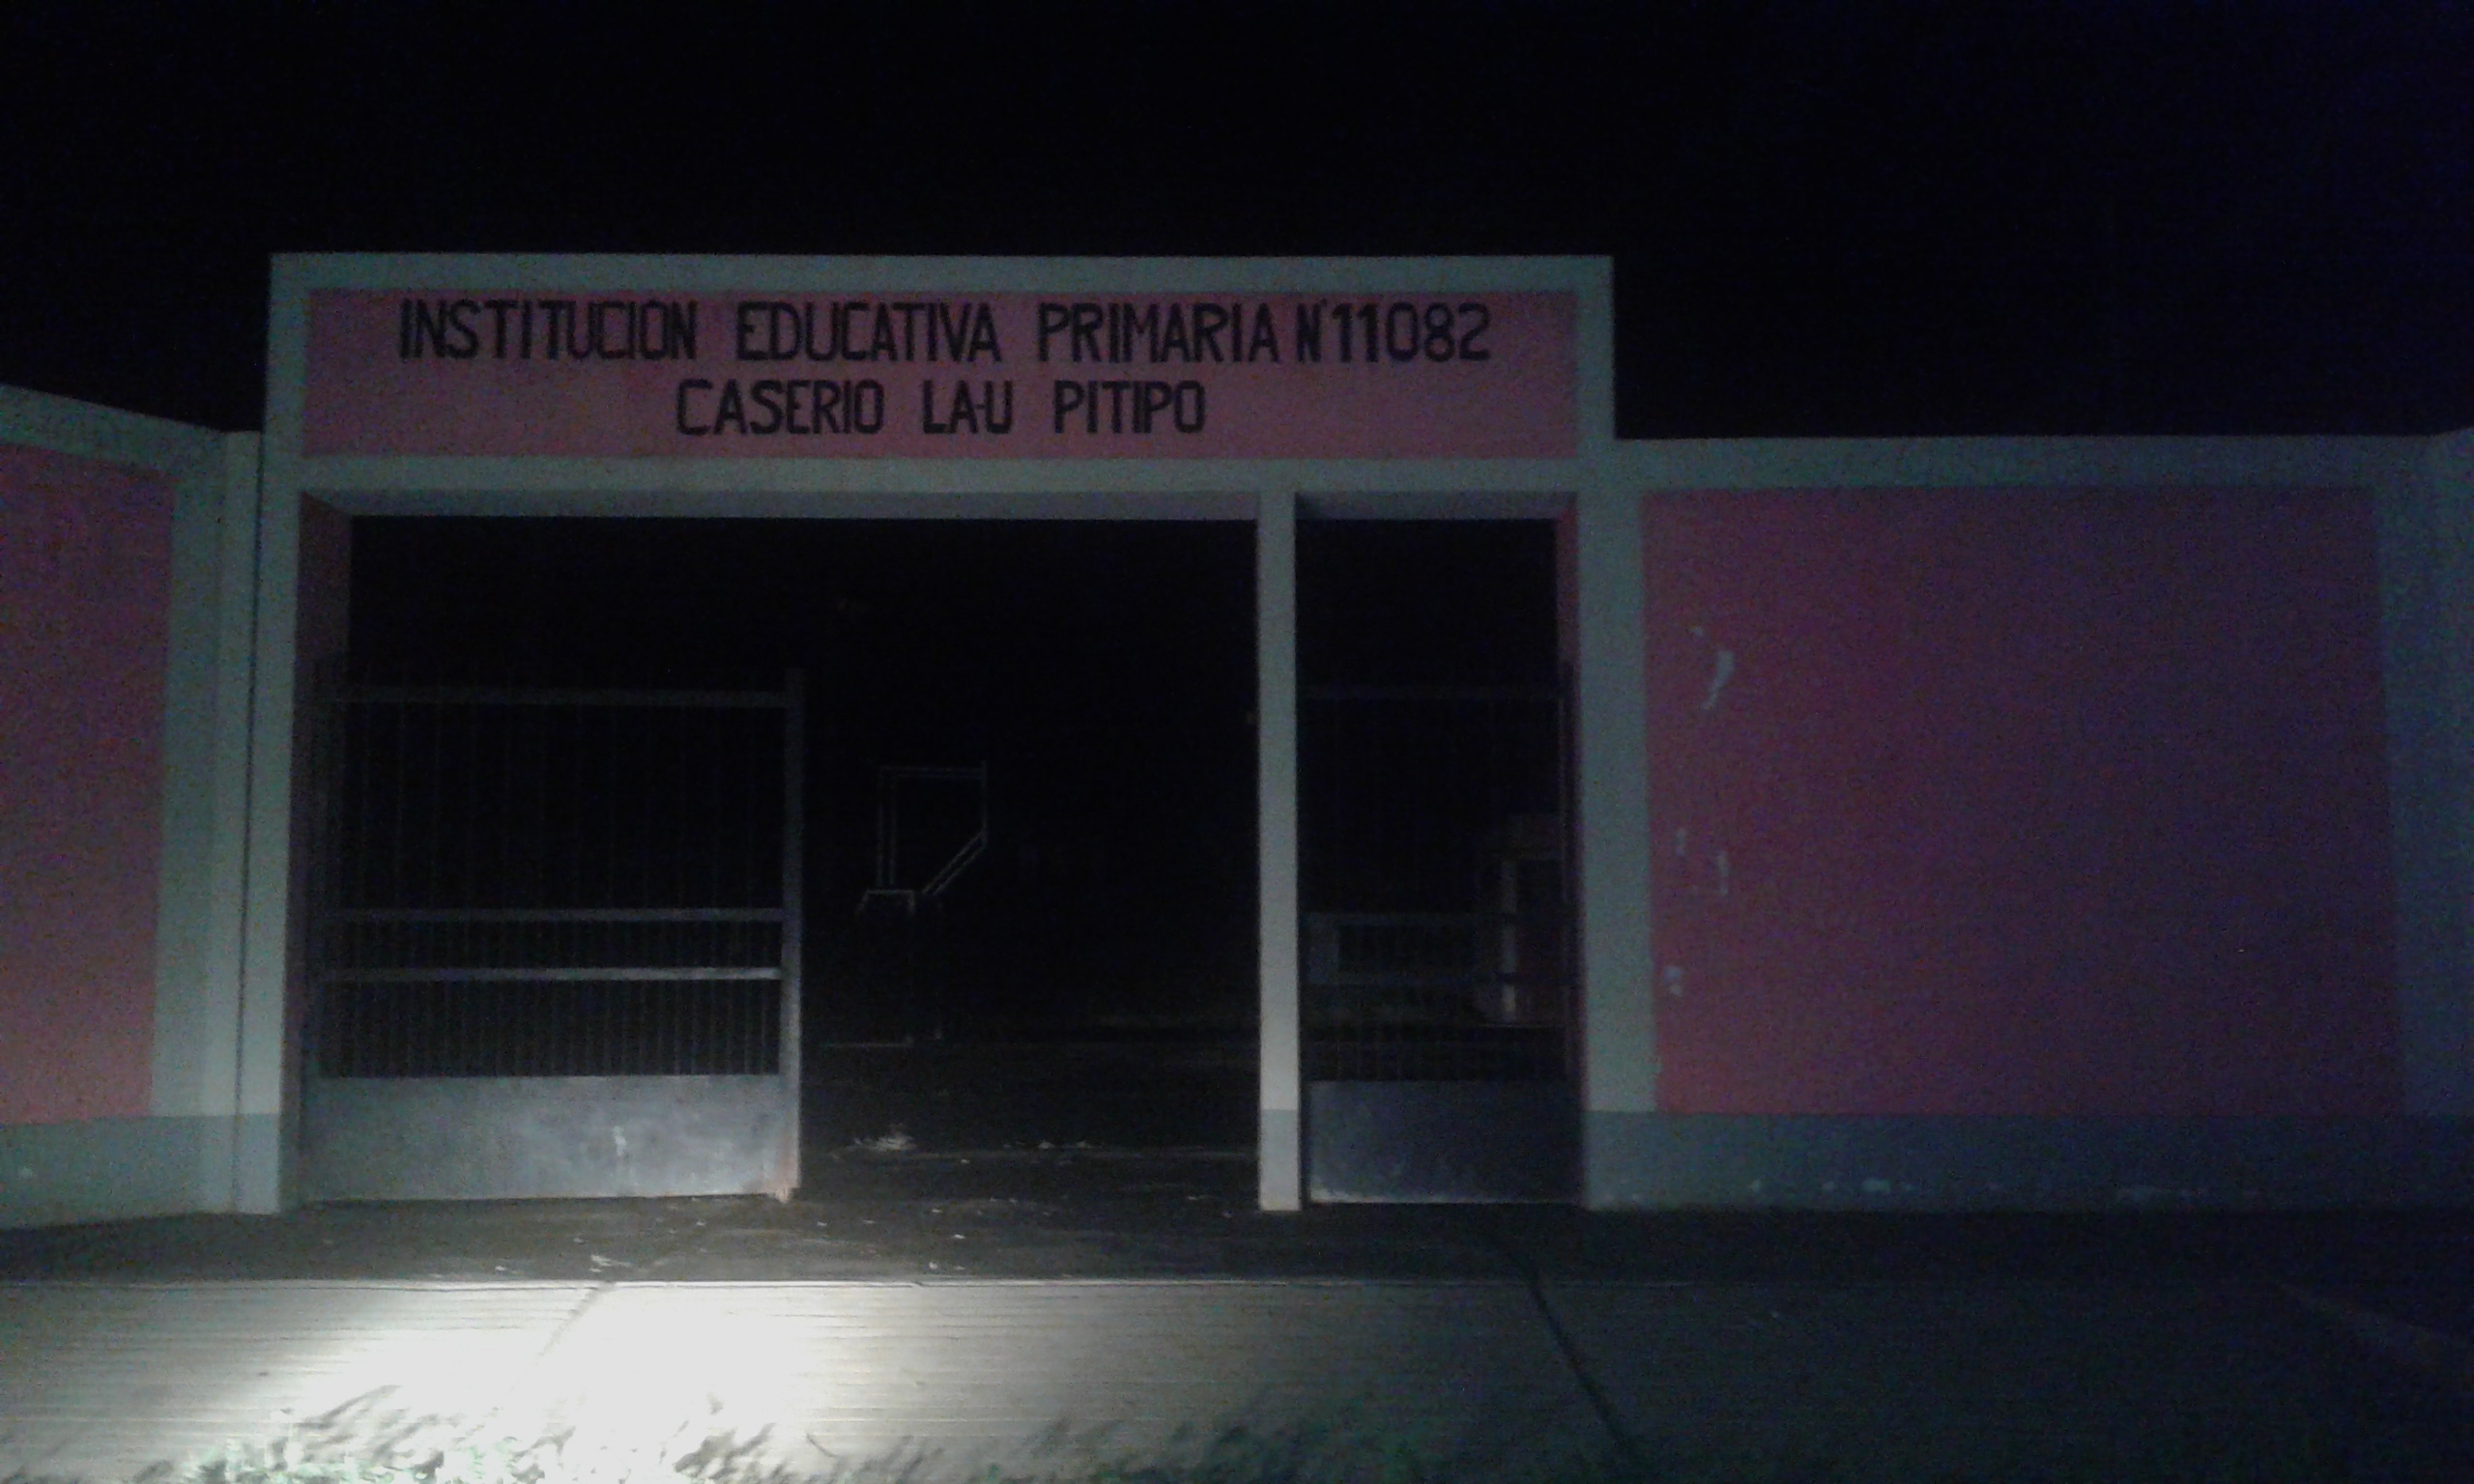 INSTITUCION EDUCATIVA PRIMARIA N°11082
CASERIO LA-U PITIPO